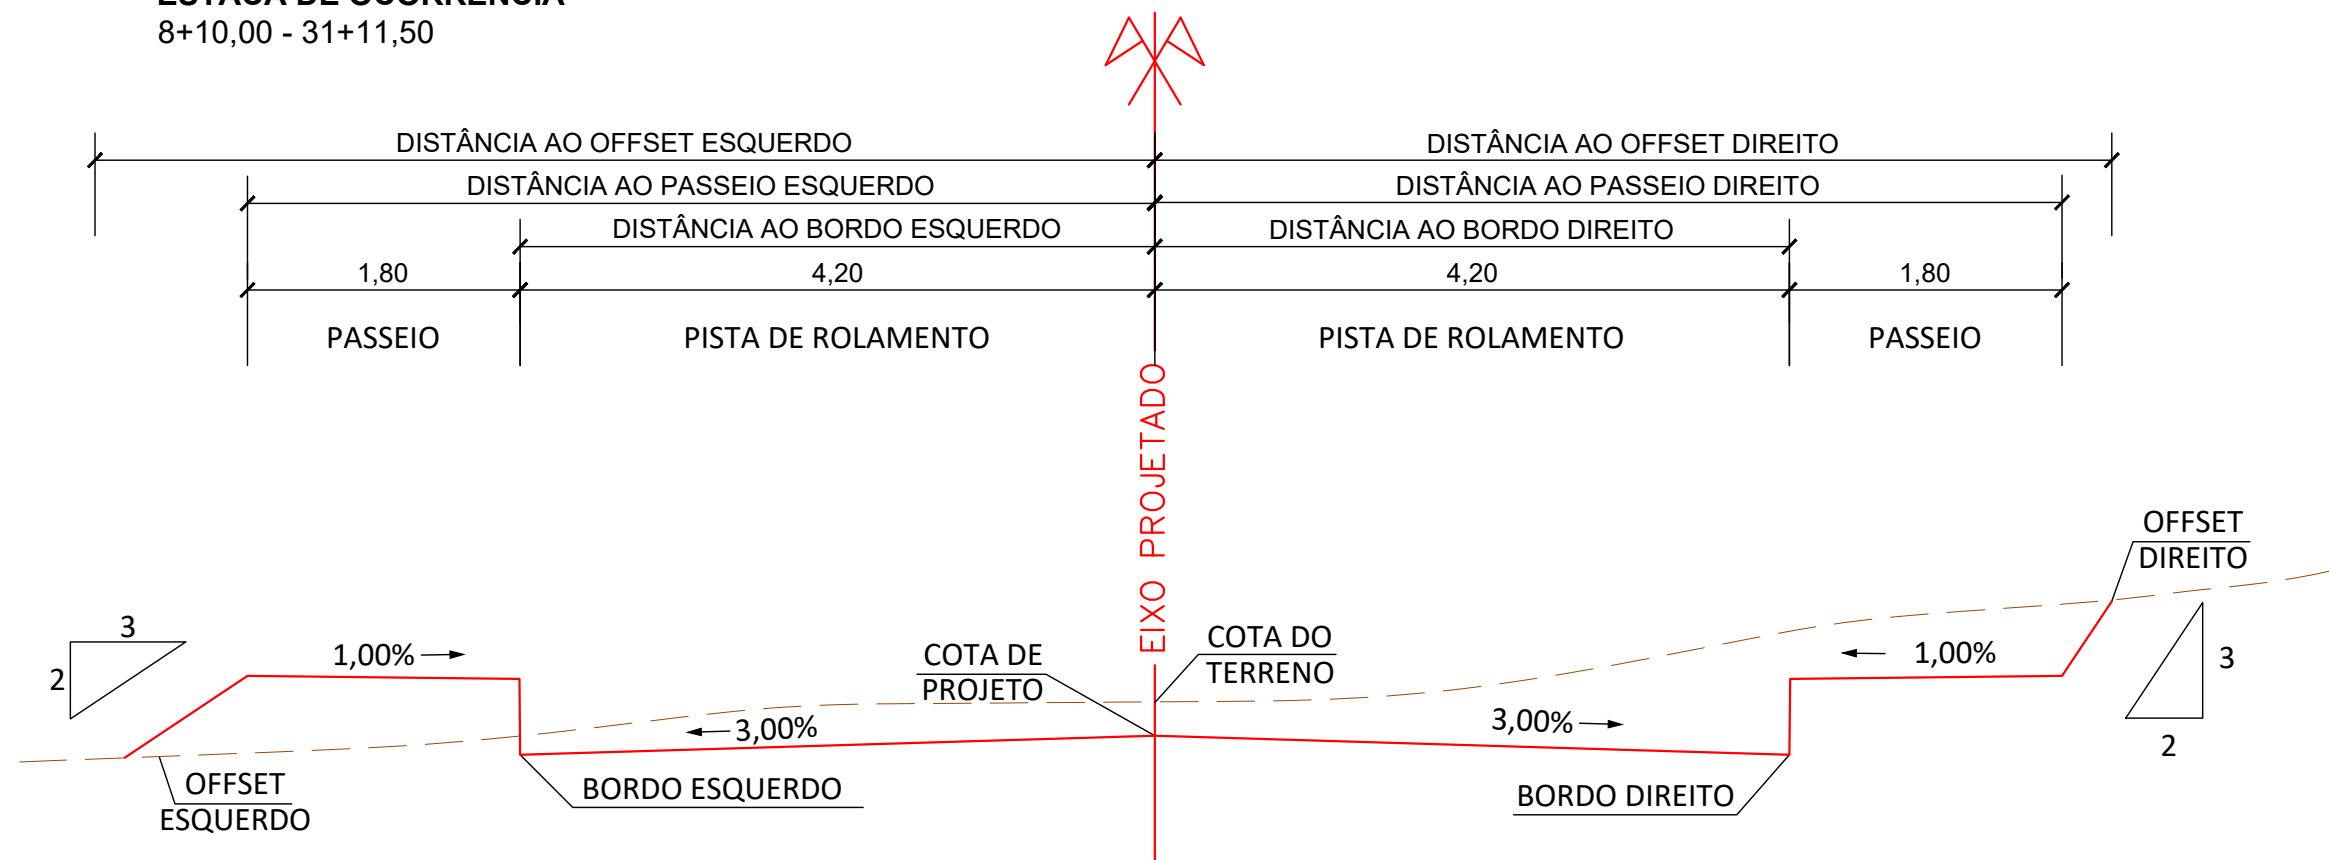 ESTACA DE OCORRÊNCIA
8+10,00 - 31+11,50
DISTÂNCIA AO OFFSET ESQUERDO
DISTÂNCIA AO OFFSET DIREITO
DISTÂNCIA AO PASSEIO ESQUERDO
DISTÂNCIA AO PASSEIO DIREITO
DISTÂNCIA AO BORDO ESQUERDO
DISTÂNCIA AO BORDO DIREITO
1,80
4,20
4,20
1,80
PASSEIO
PISTA DE ROLAMENTO
PISTA DE ROLAMENTO
PASSEIO
EIXO PROJETADO
OFFSET
DIREITO
3
2
1,00%
COTA DE
PROJETO
COTA DO
TERRENO
1,00%
3
2
3,00%
3,00%
OFFSET
ESQUERDO
BORDO ESQUERDO
BORDO DIREITO